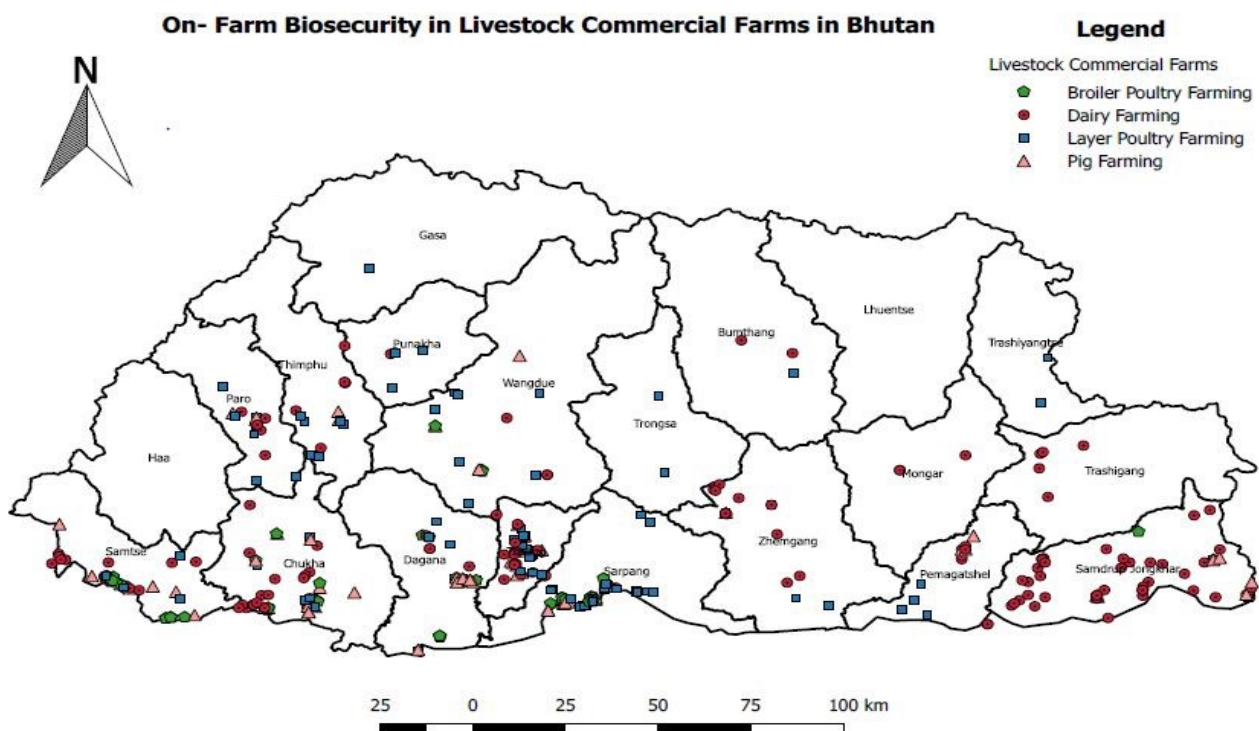 On- Farm Biosecurity in Livestock Commercial Farms in Bhutan
Legend
Livestock Commercial Farms
Broiler Poultry Farming
Dairy Farming
Layer Poultry Farming
Pig Farming
N
Gasa
Punakha
Thimphu
Wangdue
Bumthang
Lhuentse
Trashiyangtse
Paro
Haa
Trongsa
Mongar
Trashigang
Samtse
Chukha
Dagana
Sarpang
Zhemgang
Pemagatshel
Samdrup Jongkhar
25 0 25 50 75 100 km